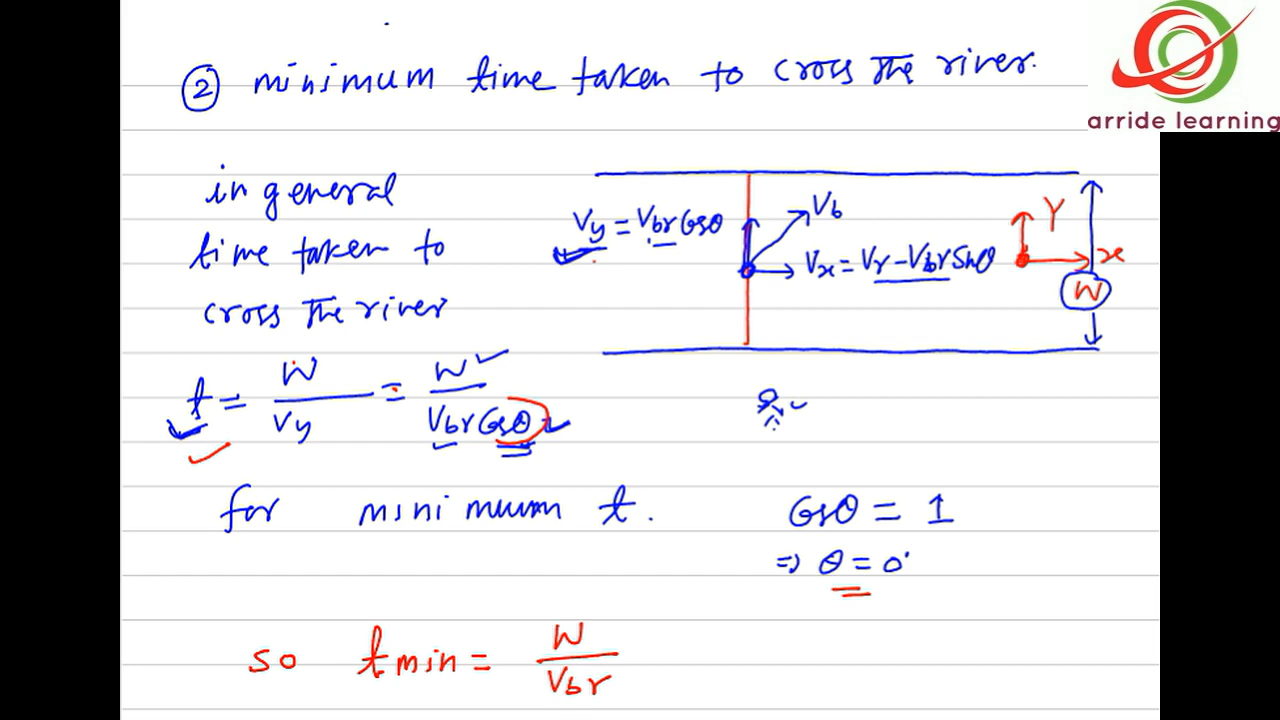 ② minimum time taken to cross the river.
arride learning
in general
time taken to
cross the river
Vy = Vbr Cosθ
Vb
Vx = Vr - Vbr Sinθ
Y
x
W
t = W/Vy = W/Vbr Cosθ
for minimum t. Cosθ = 1
⇒ θ = 0°
so tmin = W/Vbr